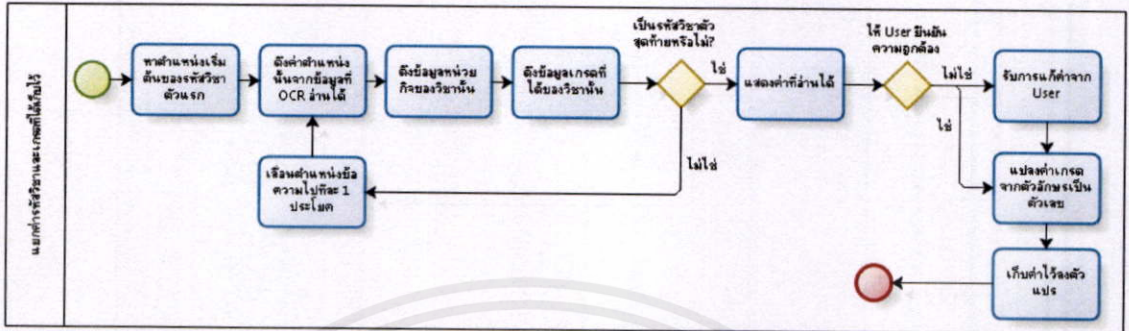 แยกค่ารหัสวิชาและเกรดที่ได้เก็บไว้
หาตำแหน่งเริ่ม
ต้นของรหัสวิชา
ตัวแรก
ดึงค่าตำแหน่ง
นั้นจากข้อมูลที่
OCR อ่านได้
ดึงข้อมูลหน่วย
กิจของวิชานั้น
ดึงข้อมูลเกรดที่
ได้ของวิชานั้น
เป็นรหัสวิชาตัว
สุดท้ายหรือไม่?
ใช่
ไม่ใช่
เลื่อนตำแหน่งข้อ
ความไปทีละ 1
ประโยค
แสดงค่าที่อ่านได้
ให้ User ยืนยัน
ความถูกต้อง
ไม่ใช่
ใช่
รับการแก้ค่าจาก
User
แปลงค่าเกรด
จากตัวอักษรเป็น
ตัวเลข
เก็บค่าไว้ลงตัว
แปร